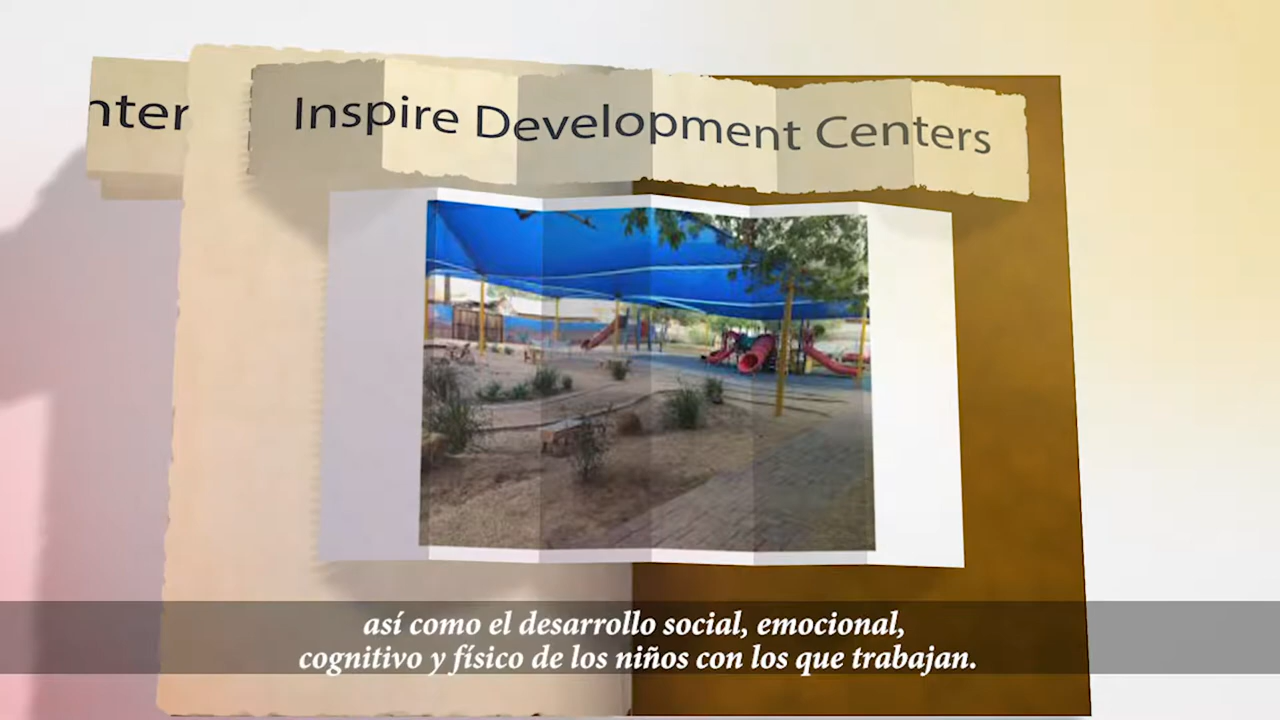 nter
Inspire Development Centers
así como el desarrollo social, emocional,
cognitivo y físico de los niños con los que trabajan.